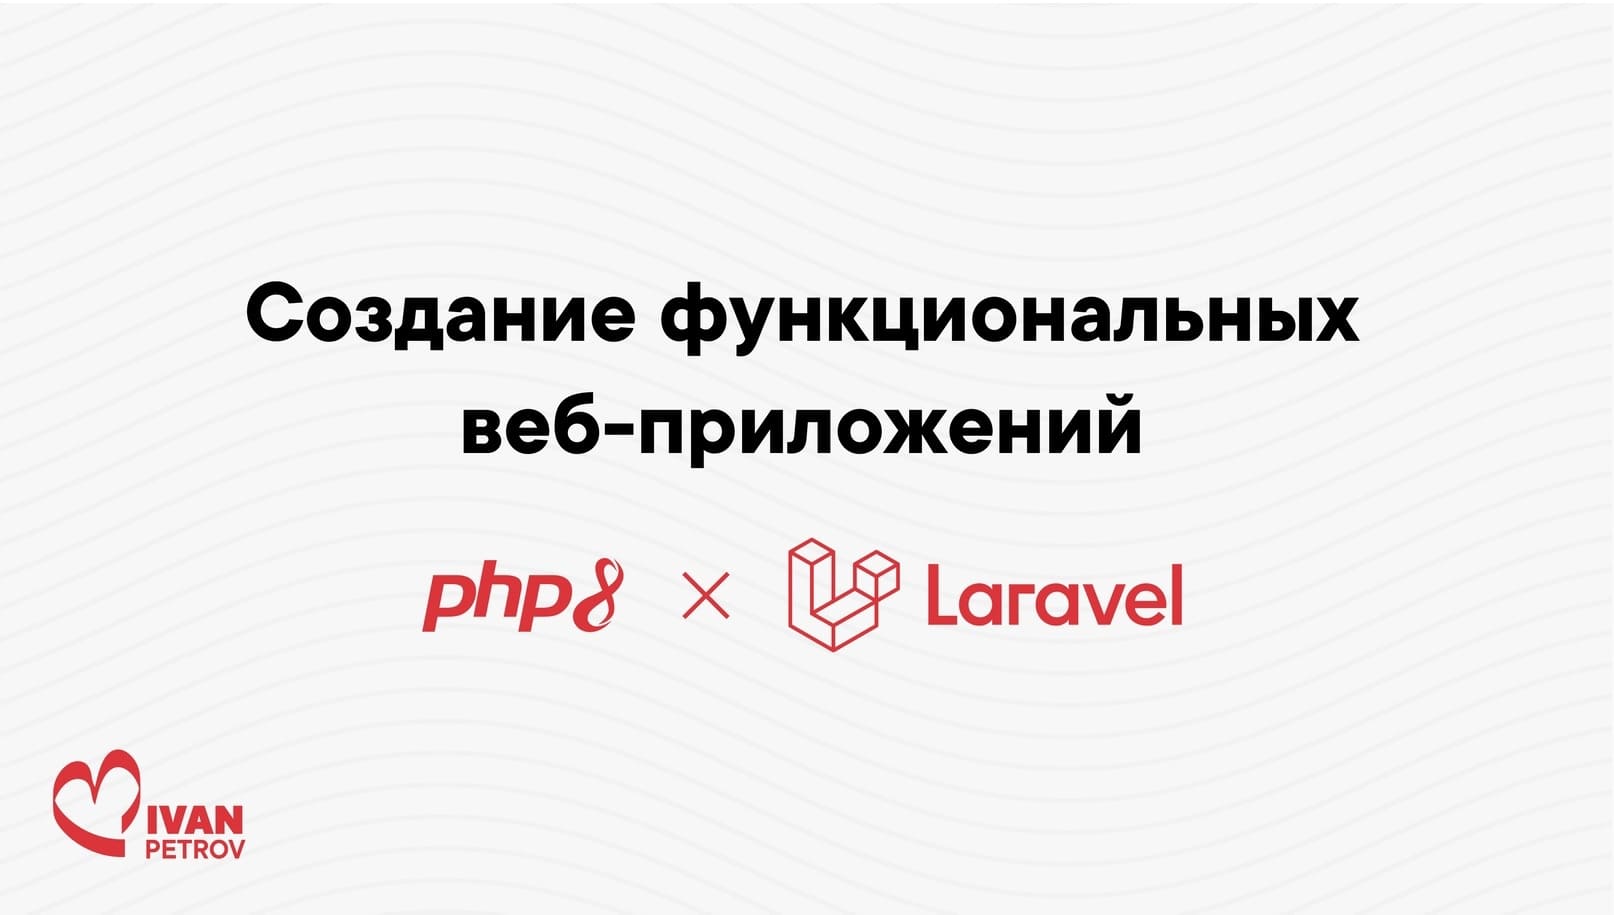 Создание функциональных
веб-приложений
php8 × Laravel
IVAN
PETROV